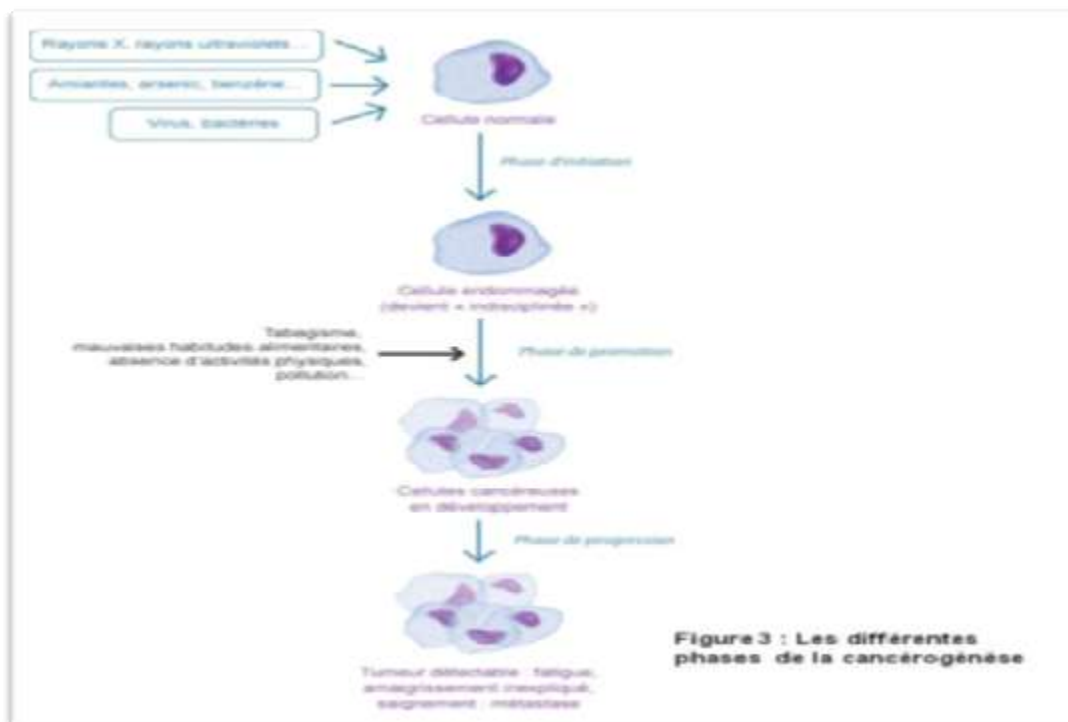 Rayons X, rayons ultraviolets...
Amiantes, arsenic, benzène...
Virus, bactéries
Cellule normale
Phase d'initiation
Cellule endommagée
(devient « indisciplinée »)
Tabagisme,
mauvaises habitudes alimentaires,
absence d'activités physiques,
pollution...
Phase de promotion
Cellules cancéreuses
en développement
Phase de progression
Tumeur détectable : fatigue,
amaigrissement inexpliqué,
saignement : métastase
Figure 3 : Les différentes
phases de la cancérogénèse